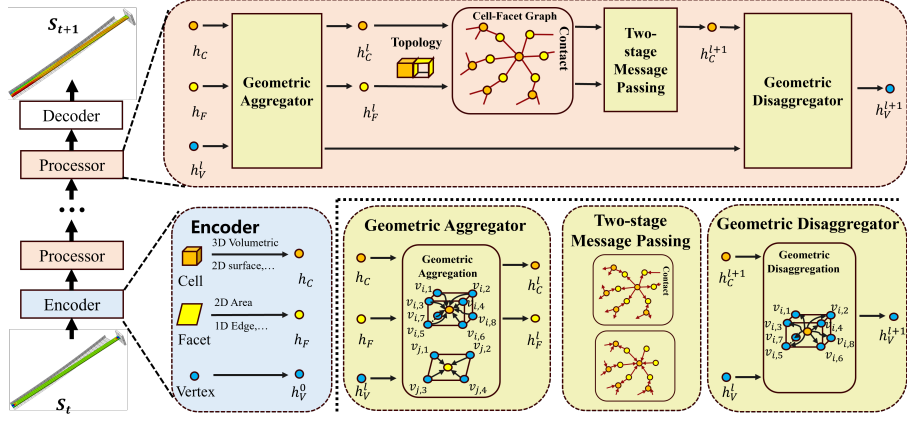 S_{t+1}
Decoder
Processor
...
Processor
Encoder
S_t
h_C
h_F
h_V^l
Geometric
Aggregator
h_C^l
Topology
h_F^l
Cell-Facet Graph
Contact
Two-
stage
Message
Passing
h_C^{l+1}
Geometric
Disaggregator
h_V^{l+1}
Encoder
3D Volumetric
2D surface,...
Cell
h_C
2D Area
1D Edge,...
Facet
h_F
Vertex
h_V^0
Geometric Aggregator
h_C
h_F
h_V^l
Geometric
Aggregation
v_{i,1} v_{i,2}
v_{i,3} v_{i,4}
v_{i,7} v_{i,8}
v_{i,5} v_{i,6}
v_{j,1} v_{j,2}
v_{j,3} v_{j,4}
h_C^l
h_F^l
Two-stage
Message Passing
Contact
Geometric Disaggregator
h_C^{l+1}
h_V^l
Geometric
Disaggregation
v_{i,1} v_{i,2}
v_{i,3} v_{i,4}
v_{i,7} v_{i,8}
v_{i,5} v_{i,6}
h_V^{l+1}